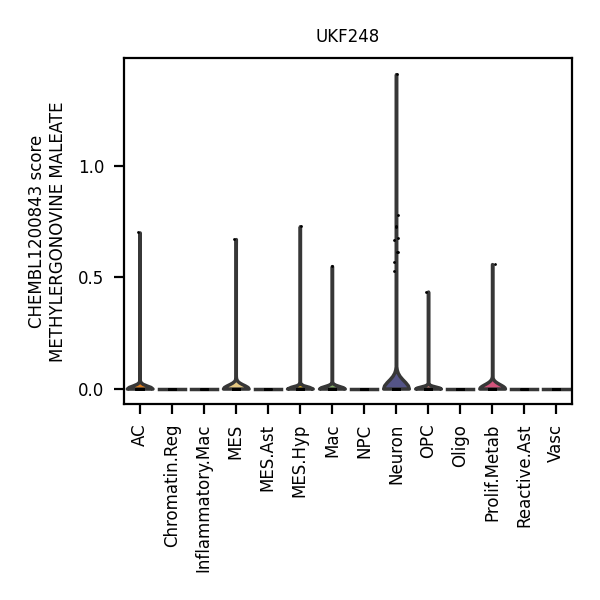 UKF248
CHEMBL1200843 score
METHYLERGONOVINE MALEATE
1.0
0.5
0.0
AC
Chromatin.Reg
Inflammatory.Mac
MES
MES.Ast
MES.Hyp
Mac
NPC
Neuron
OPC
Oligo
Prolif.Metab
Reactive.Ast
Vasc